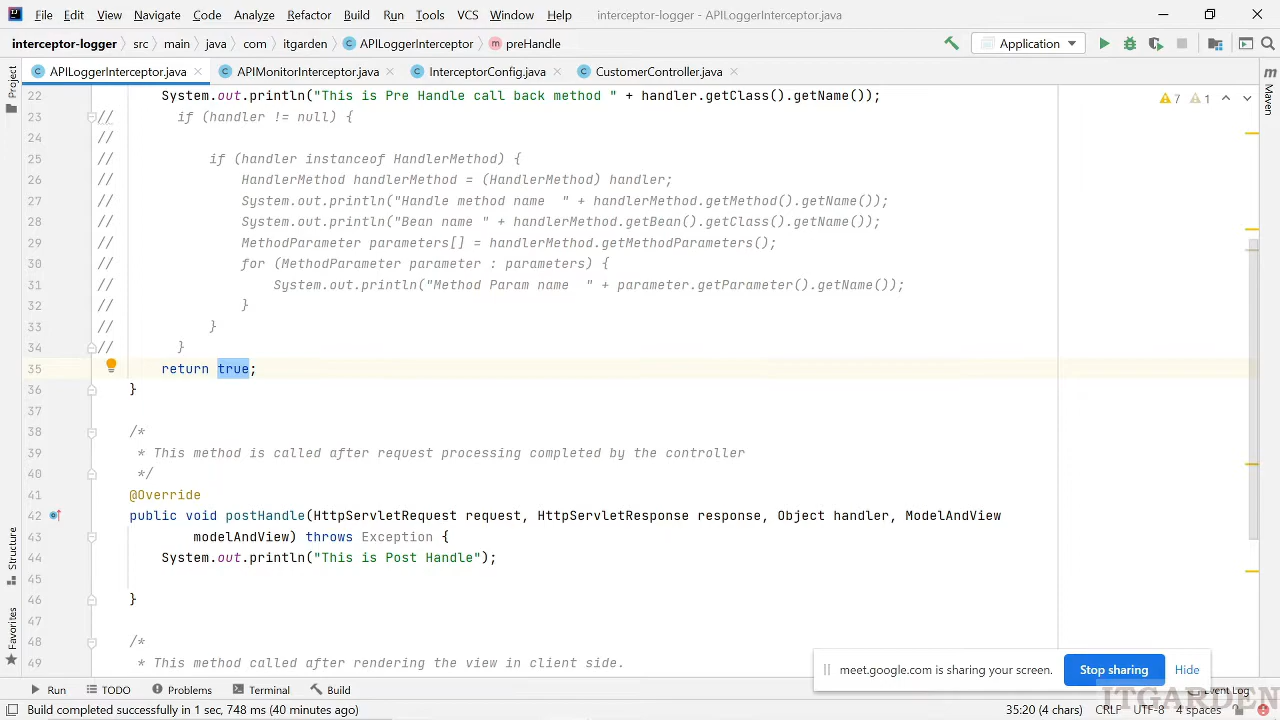 File Edit View Navigate Code Analyze Refactor Build Run Tools VCS Window Help interceptor-logger - APILoggerInterceptor.java
interceptor-logger src main java com itgarden APILoggerInterceptor preHandle Application
Project
APILoggerInterceptor.java APIMonitorInterceptor.java InterceptorConfig.java CustomerController.java
Maven
7 1
22 System.out.println("This is Pre Handle call back method " + handler.getClass().getName());
23 // if (handler != null) {
24 //
25 // if (handler instanceof HandlerMethod) {
26 // HandlerMethod handlerMethod = (HandlerMethod) handler;
27 // System.out.println("Handle method name  " + handlerMethod.getMethod().getName());
28 // System.out.println("Bean name " + handlerMethod.getBean().getClass().getName());
29 // MethodParameter parameters[] = handlerMethod.getMethodParameters();
30 // for (MethodParameter parameter : parameters) {
31 // System.out.println("Method Param name  " + parameter.getParameter().getName());
32 // }
33 // }
34 // }
35 return true;
36 }
37
38 /*
39 * This method is called after request processing completed by the controller
40 */
41 @Override
42 public void postHandle(HttpServletRequest request, HttpServletResponse response, Object handler, ModelAndView
43 modelAndView) throws Exception {
44 System.out.println("This is Post Handle");
45
46 }
47
48 /*
49 * This method called after rendering the view in client side.
Structure
Favorites
meet.google.com is sharing your screen. Stop sharing Hide
Run TODO Problems Terminal Build Event Log
Build completed successfully in 1 sec, 748 ms (40 minutes ago) 35:20 (4 chars) CRLF UTF-8 4 spaces
ITGARDEN